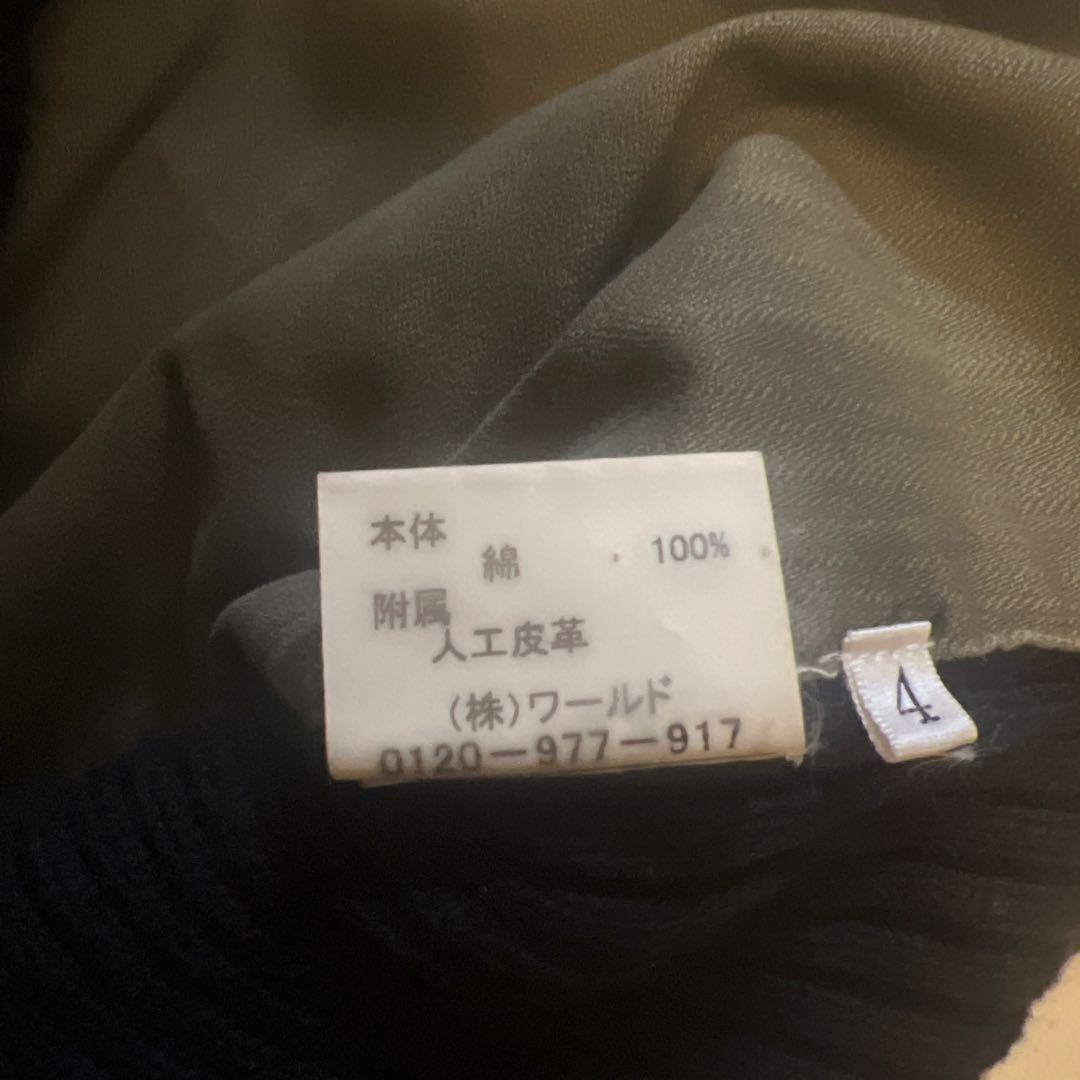 本体
綿 100%
附属
人工皮革
(株)ワールド
0120-977-917
4